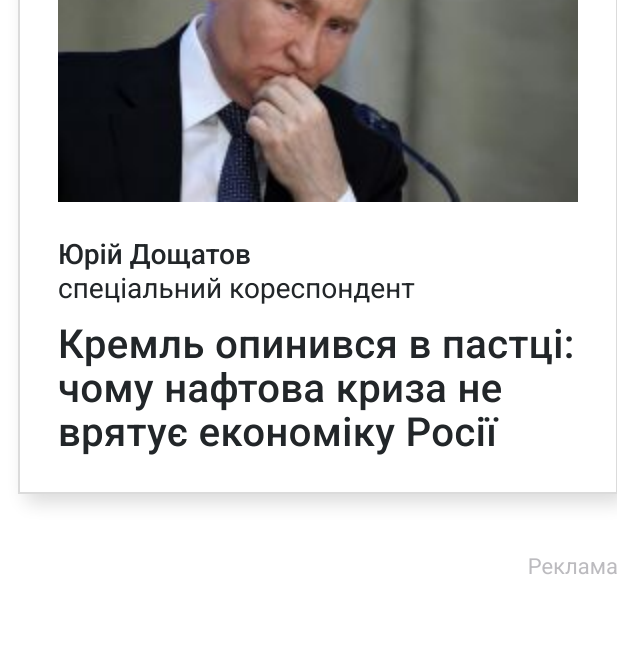 Юрій Дощатов
спеціальний кореспондент
Кремль опинився в пастці:
чому нафтова криза не
врятує економіку Росії
Реклама